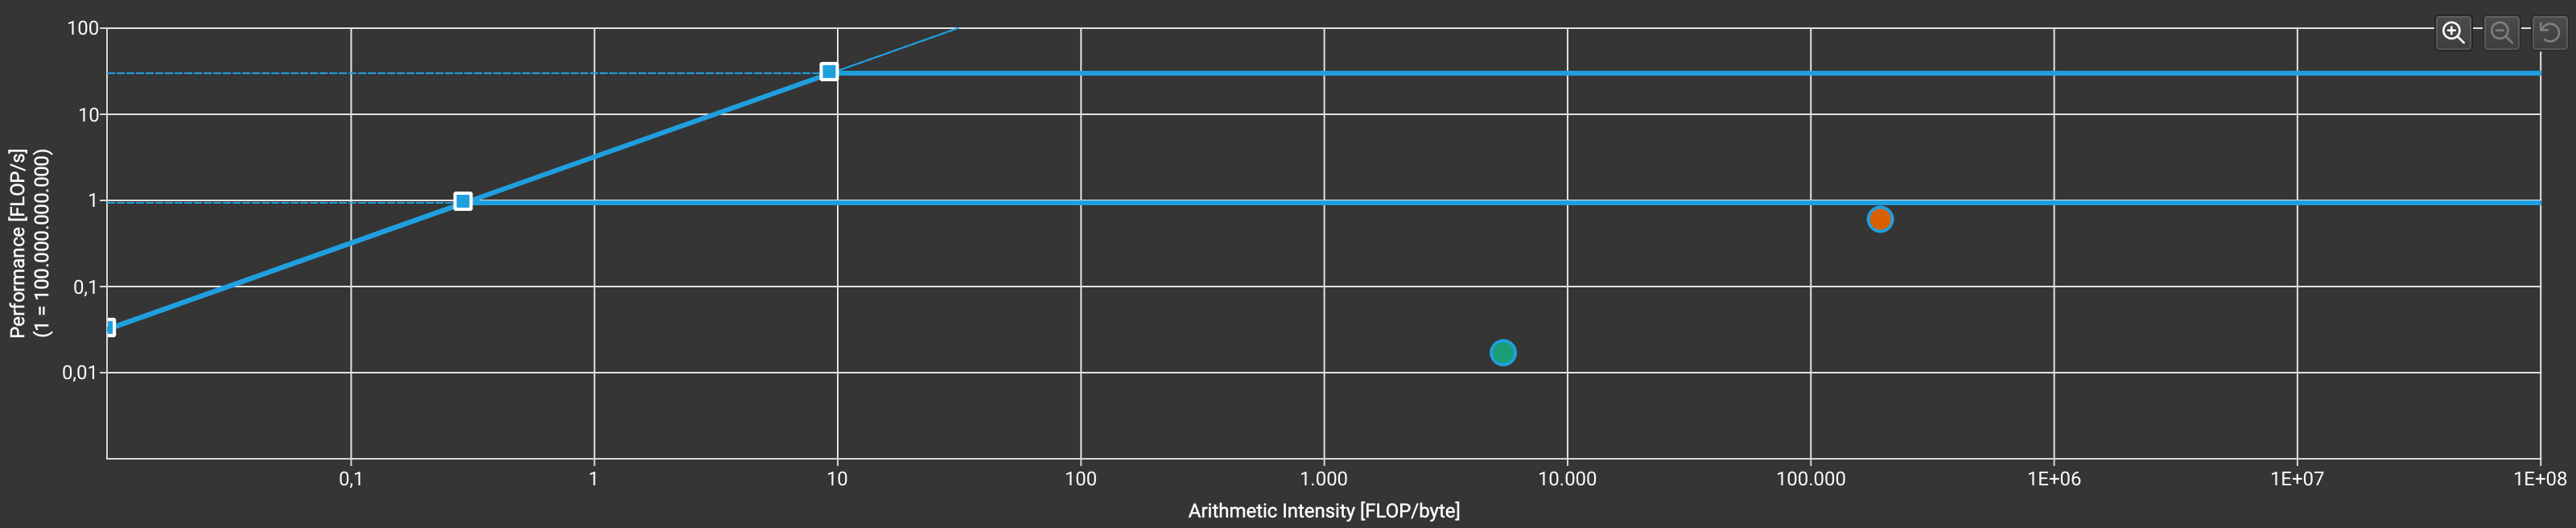 100
10
1
0,1
0,01
Performance [FLOP/s]
(1 = 100.000.000.000)
0,1
1
10
100
1.000
10.000
100.000
1E+06
1E+07
1E+08
Arithmetic Intensity [FLOP/byte]